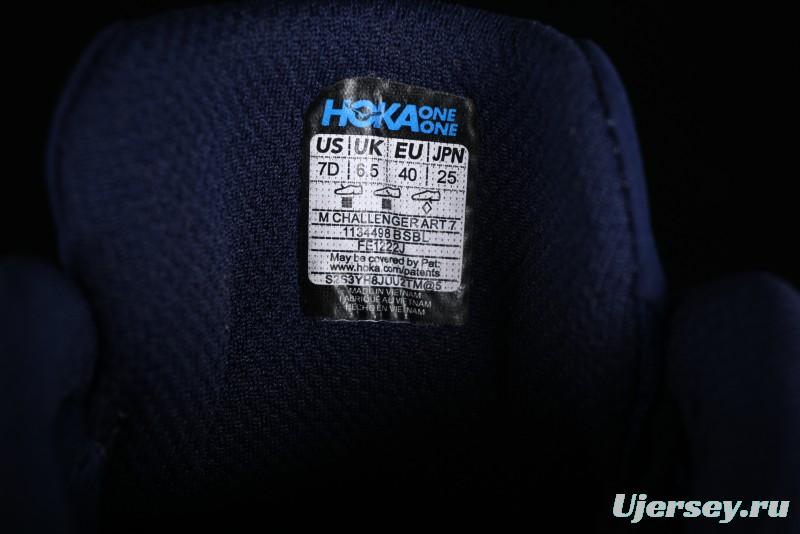 HOKA ONE ONE
US UK EU JPN
7D 6.5 40 25
M CHALLENGER ART 7
1134498 BSBL
FE1222J
May be covered by Pat:
www.hoka.com/patents
S2S3YH8JUU2TM@5
MADE IN VIETNAM
FABRIQUE AU VIETNAM
HECHO EN VIETNAM
Ujersey.ru